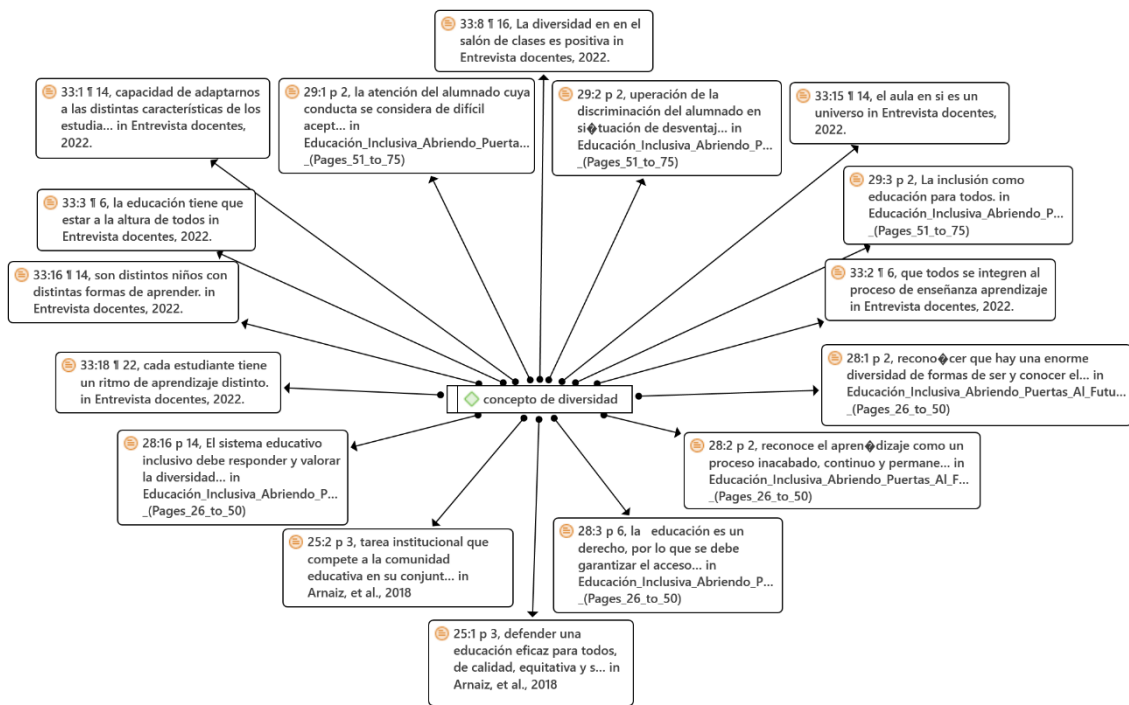 33:8 ¶ 16, La diversidad en en el
salón de clases es positiva in
Entrevista docentes, 2022.
33:1 ¶ 14, capacidad de adaptarnos
a las distintas características de los
estudia... in Entrevista docentes,
2022.
29:1 p 2, la atención del alumnado cuya
conducta se considera de difícil
acept... in
Educación_Inclusiva_Abriendo_Puerta...
_(Pages_51_to_75)
29:2 p 2, uperación de la
discriminación del alumnado en
si�tuación de desventaj... in
Educación_Inclusiva_Abriendo_P...
_(Pages_51_to_75)
33:15 ¶ 14, el aula en si es un
universo in Entrevista docentes,
2022.
33:3 ¶ 6, la educación tiene que
estar a la altura de todos in
Entrevista docentes, 2022.
29:3 p 2, La inclusión como
educación para todos. in
Educación_Inclusiva_Abriendo_P...
_(Pages_51_to_75)
33:16 ¶ 14, son distintos niños con
distintas formas de aprender. in
Entrevista docentes, 2022.
33:2 ¶ 6, que todos se integren al
proceso de enseñanza aprendizaje
in Entrevista docentes, 2022.
33:18 ¶ 22, cada estudiante tiene
un ritmo de aprendizaje distinto.
in Entrevista docentes, 2022.
concepto de diversidad
28:1 p 2, recono�cer que hay una enorme
diversidad de formas de ser y conocer el... in
Educación_Inclusiva_Abriendo_Puertas_Al_Futu...
_(Pages_26_to_50)
28:16 p 14, El sistema educativo
inclusivo debe responder y valorar
la diversidad... in
Educación_Inclusiva_Abriendo_P...
_(Pages_26_to_50)
28:2 p 2, reconoce el apren�dizaje como un
proceso inacabado, continuo y permane... in
Educación_Inclusiva_Abriendo_Puertas_Al_F...
_(Pages_26_to_50)
25:2 p 3, tarea institucional que
compete a la comunidad
educativa en su conjunt... in
Arnaiz, et al., 2018
28:3 p 6, la educación es un
derecho, por lo que se debe
garantizar el acceso... in
Educación_Inclusiva_Abriendo_P...
_(Pages_26_to_50)
25:1 p 3, defender una
educación eficaz para todos,
de calidad, equitativa y s... in
Arnaiz, et al., 2018